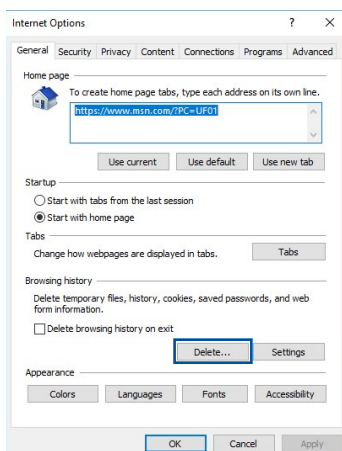 Internet Options ? ×
General Security Privacy Content Connections Programs Advanced
Home page
To create home page tabs, type each address on its own line.
https://www.msn.com/?PC=UF01
Use current Use default Use new tab
Startup
Start with tabs from the last session
Start with home page
Tabs
Change how webpages are displayed in tabs. Tabs
Browsing history
Delete temporary files, history, cookies, saved passwords, and web
form information.
Delete browsing history on exit
Delete... Settings
Appearance
Colors Languages Fonts Accessibility
OK Cancel Apply